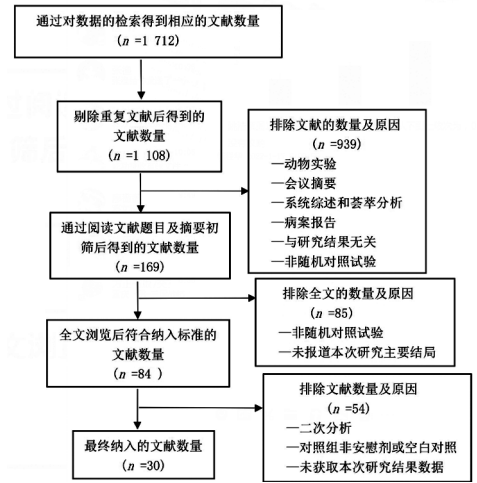 通过对数据的检索得到相应的文献数量
(n =1 712)
剔除重复文献后得到的
文献数量
(n =1 108)
排除文献的数量及原因
(n =939)
—动物实验
—会议摘要
—系统综述和荟萃分析
—病案报告
—与研究结果无关
—非随机对照试验
通过阅读文献题目及摘要初
筛后得到的文献数量
(n =169)
排除全文的数量及原因
(n =85)
—非随机对照试验
—未报道本次研究主要结局
全文浏览后符合纳入标准的
文献数量
(n =84 )
排除文献数量及原因
(n =54)
—二次分析
—对照组非安慰剂或空白对照
—未获取本次研究结果数据
最终纳入的文献数量
(n =30)